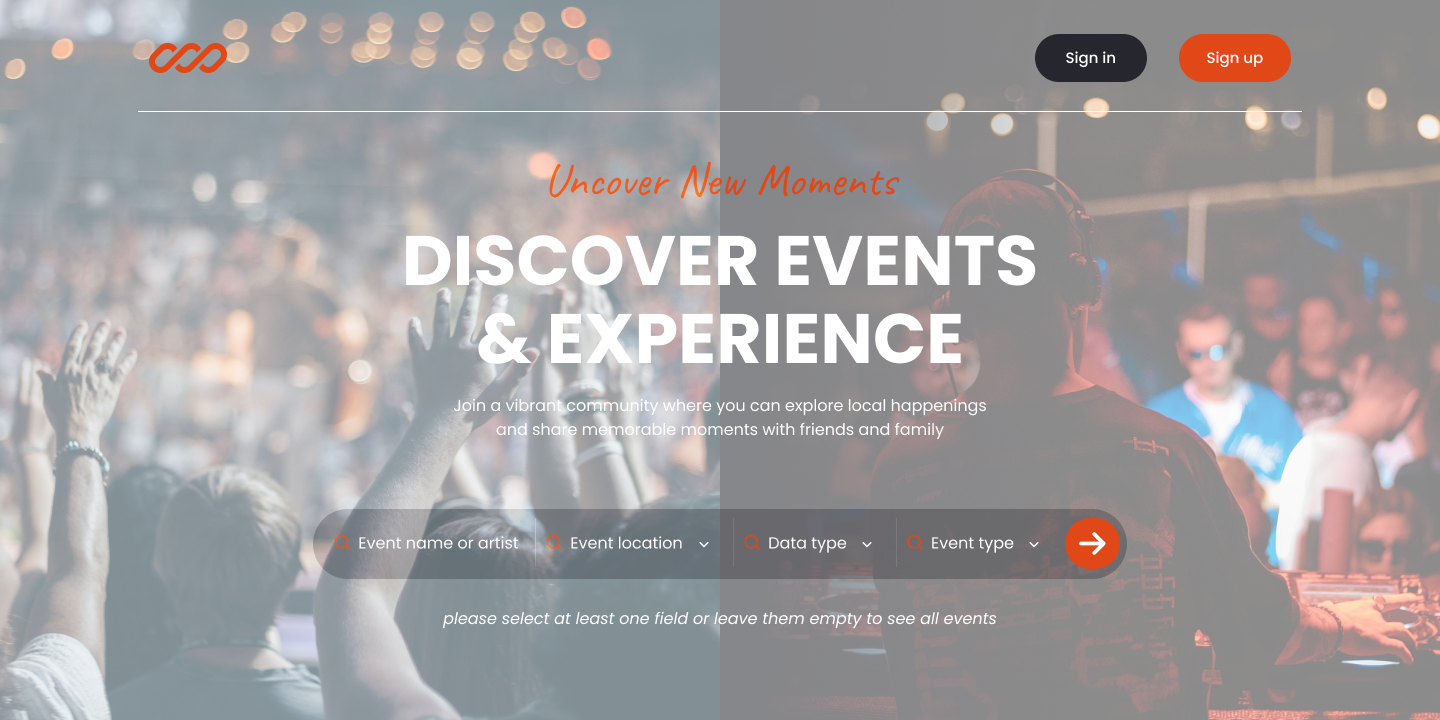 Sign in
Sign up
Uncover New Moments
DISCOVER EVENTS
& EXPERIENCE
Join a vibrant community where you can explore local happenings
and share memorable moments with friends and family
Event name or artist
Event location
Data type
Event type
please select at least one field or leave them empty to see all events